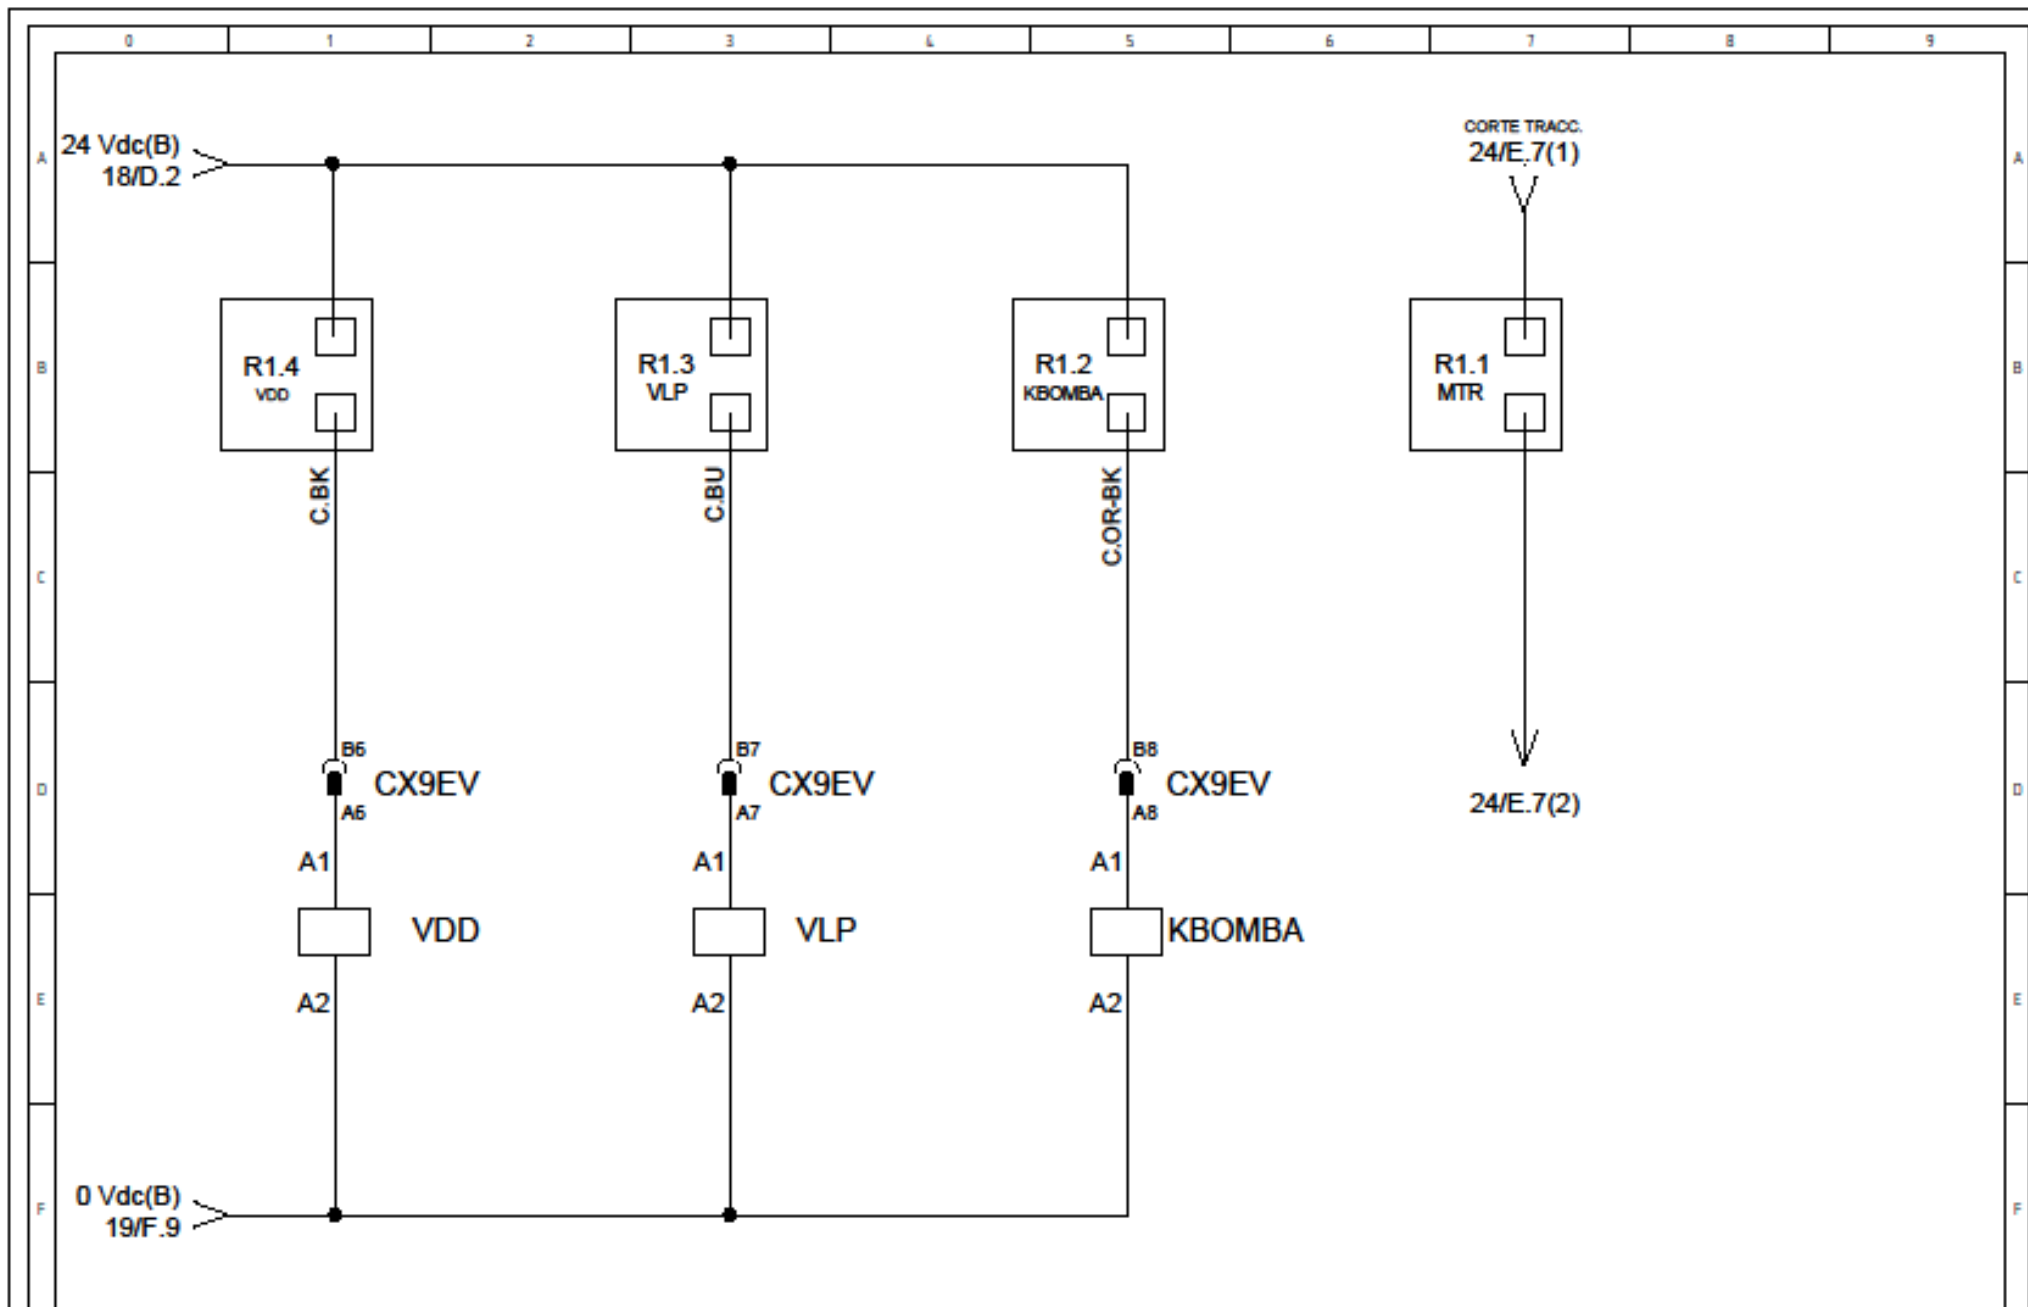 0 1 2 3 4 5 6 7 8 9
A 24 Vdc(B) A
18/D.2
CORTE TRACC.
24/E.7(1)
B R1.4 R1.3 R1.2 R1.1 B
VDD VLP KBOMBA MTR
C.BK C.BU C.OR-BK
C C
B6 B7 B8
D CX9EV CX9EV CX9EV D
A6 A7 A8
24/E.7(2)
A1 A1 A1
VDD VLP KBOMBA
E A2 A2 A2 E
F 0 Vdc(B) F
19/F.9